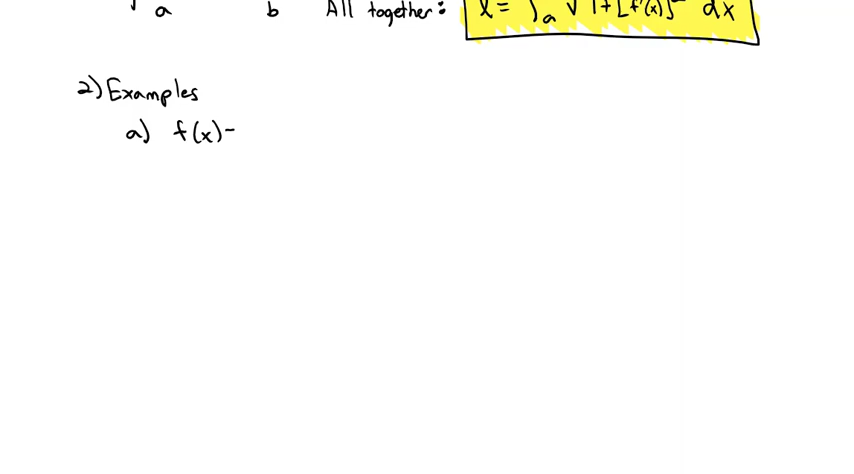 a b All together: l = ∫ₐ √1+[f'(x)]² dx
2) Examples
a) f(x)-